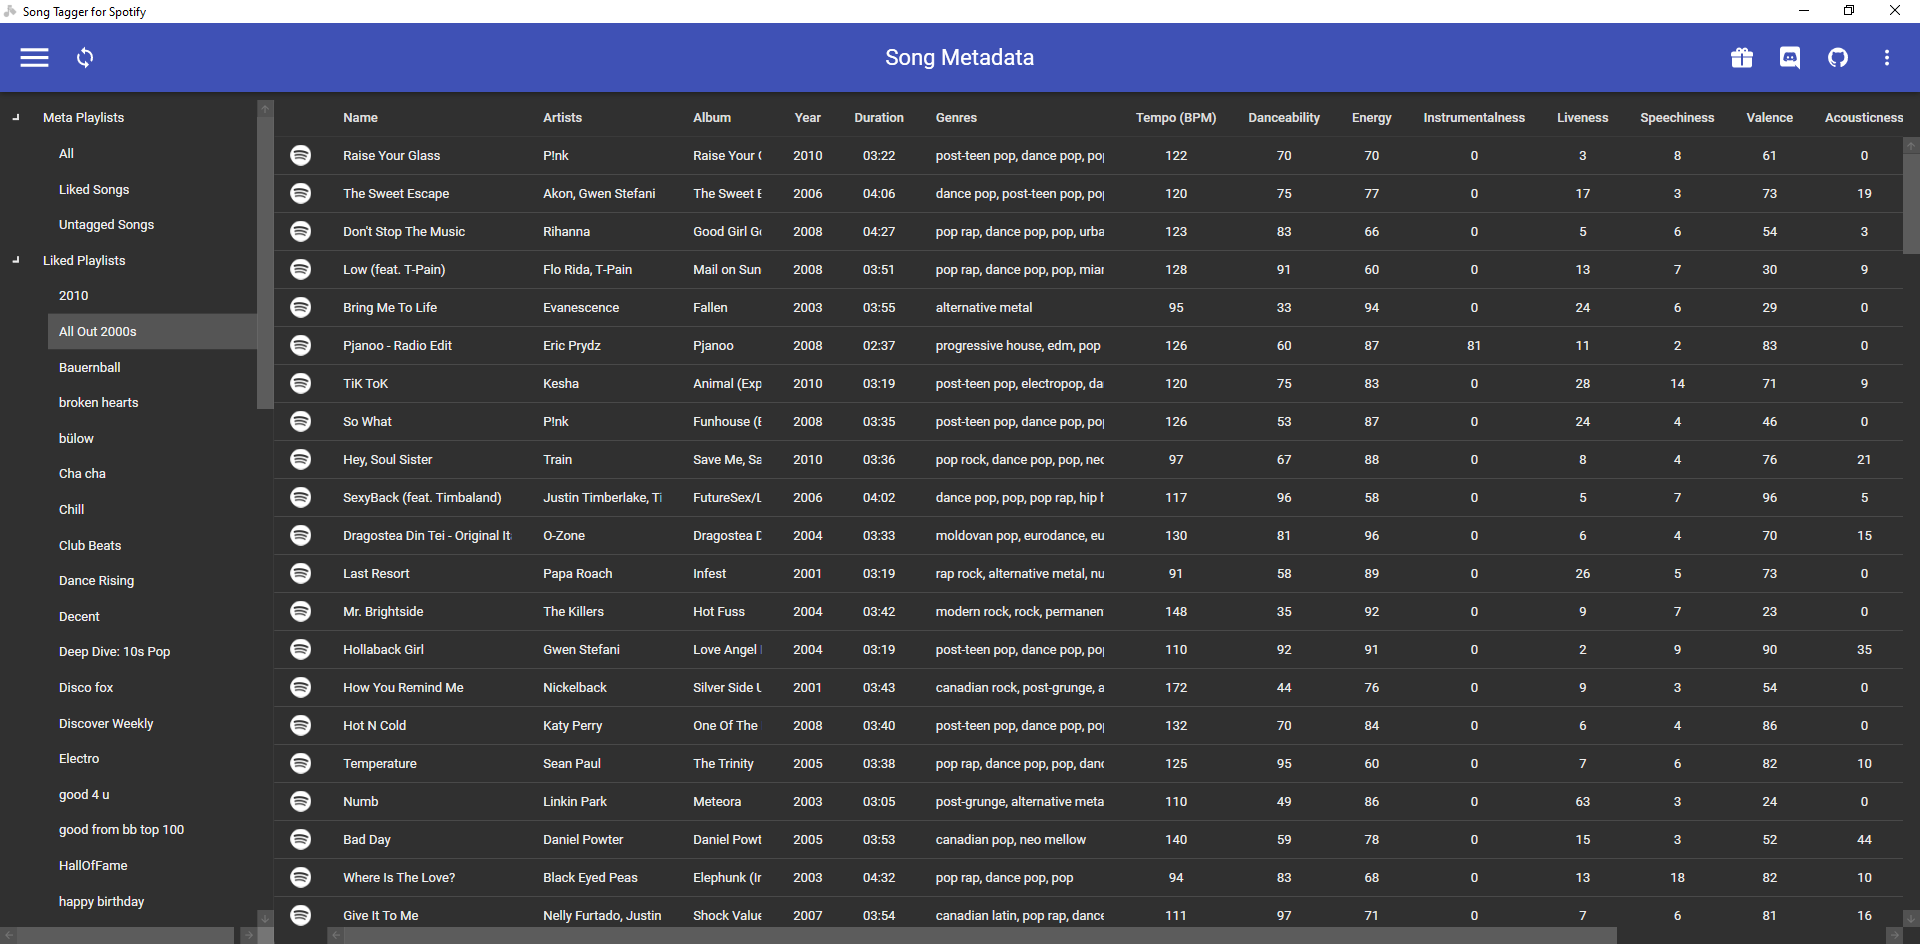 Song Tagger for Spotify
Song Metadata
Meta Playlists
All
Liked Songs
Untagged Songs
Liked Playlists
2010
All Out 2000s
Bauernball
broken hearts
bülow
Cha cha
Chill
Club Beats
Dance Rising
Decent
Deep Dive: 10s Pop
Disco fox
Discover Weekly
Electro
good 4 u
good from bb top 100
HallOfFame
happy birthday
Name Artists Album Year Duration Genres Tempo (BPM) Danceability Energy Instrumentalness Liveness Speechiness Valence Acousticness
Raise Your Glass P!nk Raise Your ( 2010 03:22 post-teen pop, dance pop, pop 122 70 70 0 3 8 61 0
The Sweet Escape Akon, Gwen Stefani The Sweet E 2006 04:06 dance pop, post-teen pop, pop 120 75 77 0 17 3 73 19
Don't Stop The Music Rihanna Good Girl Go 2008 04:27 pop rap, dance pop, pop, urba 123 83 66 0 5 6 54 3
Low (feat. T-Pain) Flo Rida, T-Pain Mail on Sun 2008 03:51 pop rap, dance pop, pop, miar 128 91 60 0 13 7 30 9
Bring Me To Life Evanescence Fallen 2003 03:55 alternative metal 95 33 94 0 24 6 29 0
Pjanoo - Radio Edit Eric Prydz Pjanoo 2008 02:37 progressive house, edm, pop 126 60 87 81 11 2 83 0
TiK ToK Kesha Animal (Exp 2010 03:19 post-teen pop, electropop, da 120 75 83 0 28 14 71 9
So What P!nk Funhouse (E 2008 03:35 post-teen pop, dance pop, pop 126 53 87 0 24 4 46 0
Hey, Soul Sister Train Save Me, Sa 2010 03:36 pop rock, dance pop, pop, neo 97 67 88 0 8 4 76 21
SexyBack (feat. Timbaland) Justin Timberlake, Ti FutureSex/L 2006 04:02 dance pop, pop, pop rap, hip h 117 96 58 0 5 7 96 5
Dragostea Din Tei - Original It O-Zone Dragostea D 2004 03:33 moldovan pop, eurodance, eu 130 81 96 0 6 4 70 15
Last Resort Papa Roach Infest 2001 03:19 rap rock, alternative metal, nu 91 58 89 0 26 5 73 0
Mr. Brightside The Killers Hot Fuss 2004 03:42 modern rock, rock, permanen 148 35 92 0 9 7 23 0
Hollaback Girl Gwen Stefani Love Angel 2004 03:19 post-teen pop, dance pop, pop 110 92 91 0 2 9 90 35
How You Remind Me Nickelback Silver Side U 2001 03:43 canadian rock, post-grunge, a 172 44 76 0 9 3 54 0
Hot N Cold Katy Perry One Of The 2008 03:40 post-teen pop, dance pop, pop 132 70 84 0 6 4 86 0
Temperature Sean Paul The Trinity 2005 03:38 pop rap, dance pop, pop, danc 125 95 60 0 7 6 82 10
Numb Linkin Park Meteora 2003 03:05 post-grunge, alternative meta 110 49 86 0 63 3 24 0
Bad Day Daniel Powter Daniel Powt 2005 03:53 canadian pop, neo mellow 140 59 78 0 15 3 52 44
Where Is The Love? Black Eyed Peas Elephunk (In 2003 04:32 pop rap, dance pop, pop 94 83 68 0 13 18 82 10
Give It To Me Nelly Furtado, Justin Shock Value 2007 03:54 canadian latin, pop rap, dance 111 97 71 0 7 6 81 16